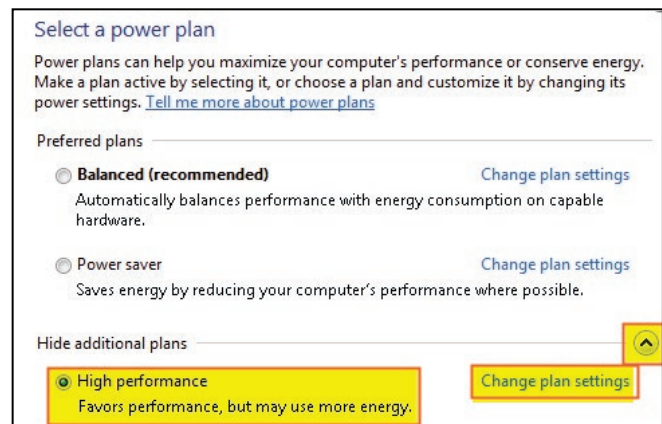 Select a power plan
Power plans can help you maximize your computer's performance or conserve energy.
Make a plan active by selecting it, or choose a plan and customize it by changing its
power settings. Tell me more about power plans
Preferred plans
Balanced (recommended) Change plan settings
Automatically balances performance with energy consumption on capable
hardware.
Power saver Change plan settings
Saves energy by reducing your computer's performance where possible.
Hide additional plans
High performance Change plan settings
Favors performance, but may use more energy.